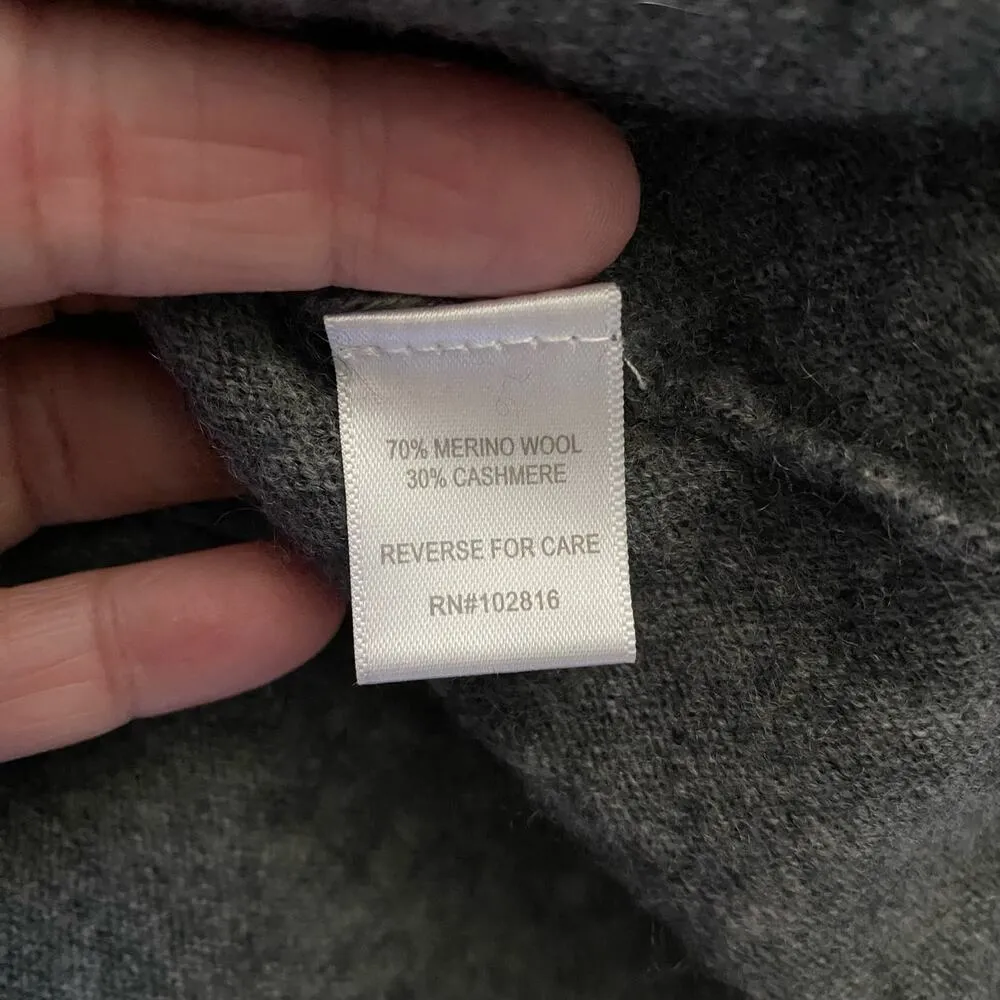 70% MERINO WOOL
30% CASHMERE
REVERSE FOR CARE
RN#102816